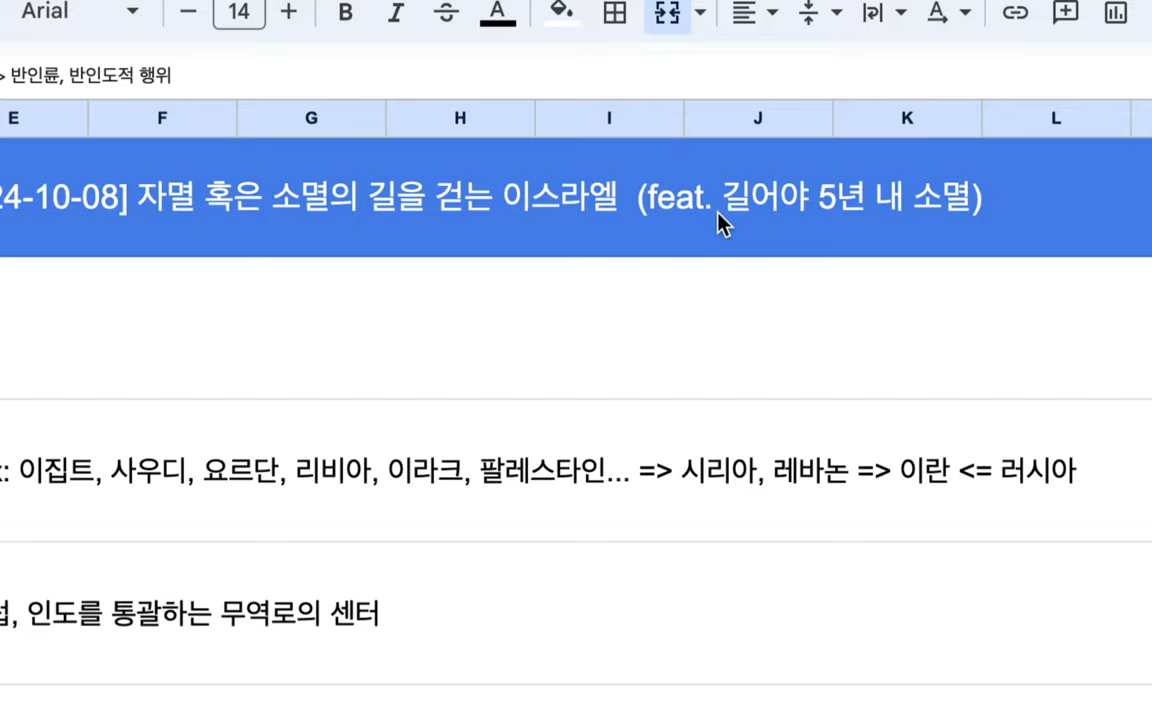 Arial
14
B I S A A
> 반인륜, 반인도적 행위
E F G H I J K L
24-10-08] 자멸 혹은 소멸의 길을 걷는 이스라엘 (feat. 길어야 5년 내 소멸)
: 이집트, 사우디, 요르단, 리비아, 이라크, 팔레스타인... => 시리아, 레바논 => 이란 <= 러시아
, 인도를 통괄하는 무역로의 센터